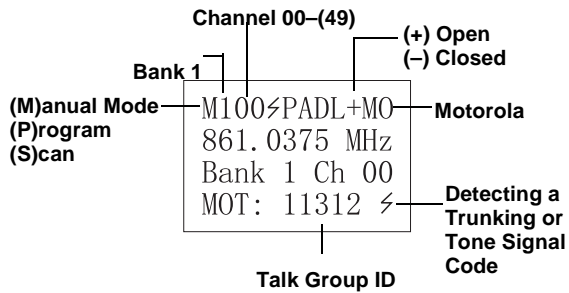 Channel 00–(49)
(+) Open
(–) Closed
Bank 1
(M)anual Mode
(P)rogram
(S)can
M100⚡PADL+MO
861.0375 MHz
Bank 1 Ch 00
MOT: 11312 ⚡
Motorola
Detecting a
Trunking or
Tone Signal
Code
Talk Group ID